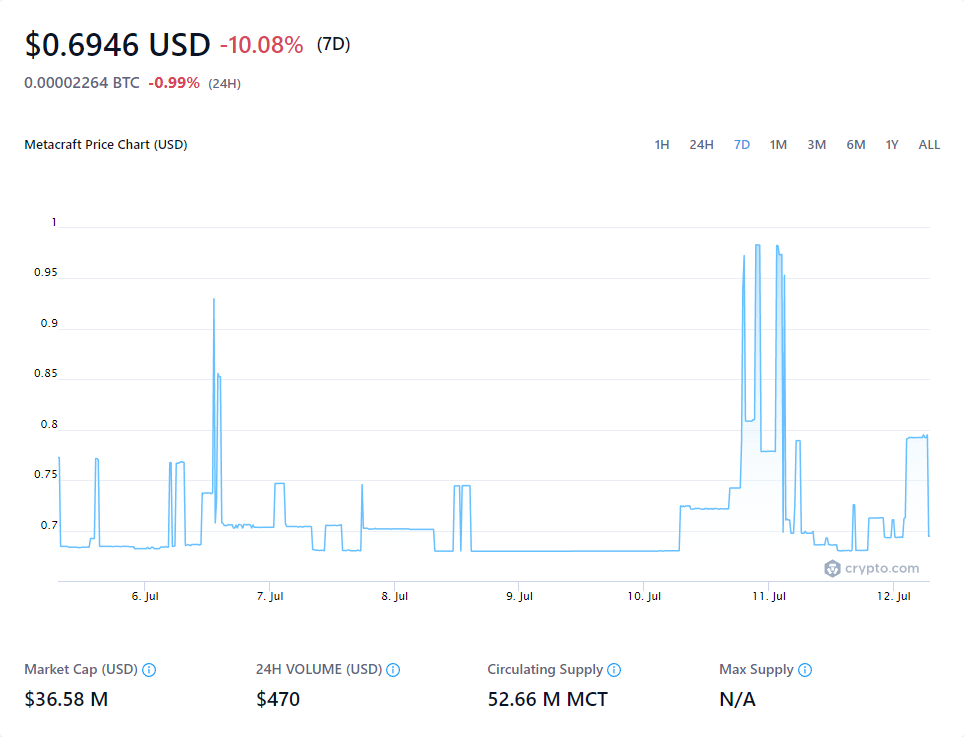 $0.6946 USD -10.08% (7D)
0.00002264 BTC -0.99% (24H)
Metacraft Price Chart (USD) 1H 24H 7D 1M 3M 6M 1Y ALL
1
0.95
0.9
0.85
0.8
0.75
0.7
crypto.com
6. Jul 7. Jul 8. Jul 9. Jul 10. Jul 11. Jul 12. Jul
Market Cap (USD) 24H VOLUME (USD) Circulating Supply Max Supply
$36.58 M $470 52.66 M MCT N/A